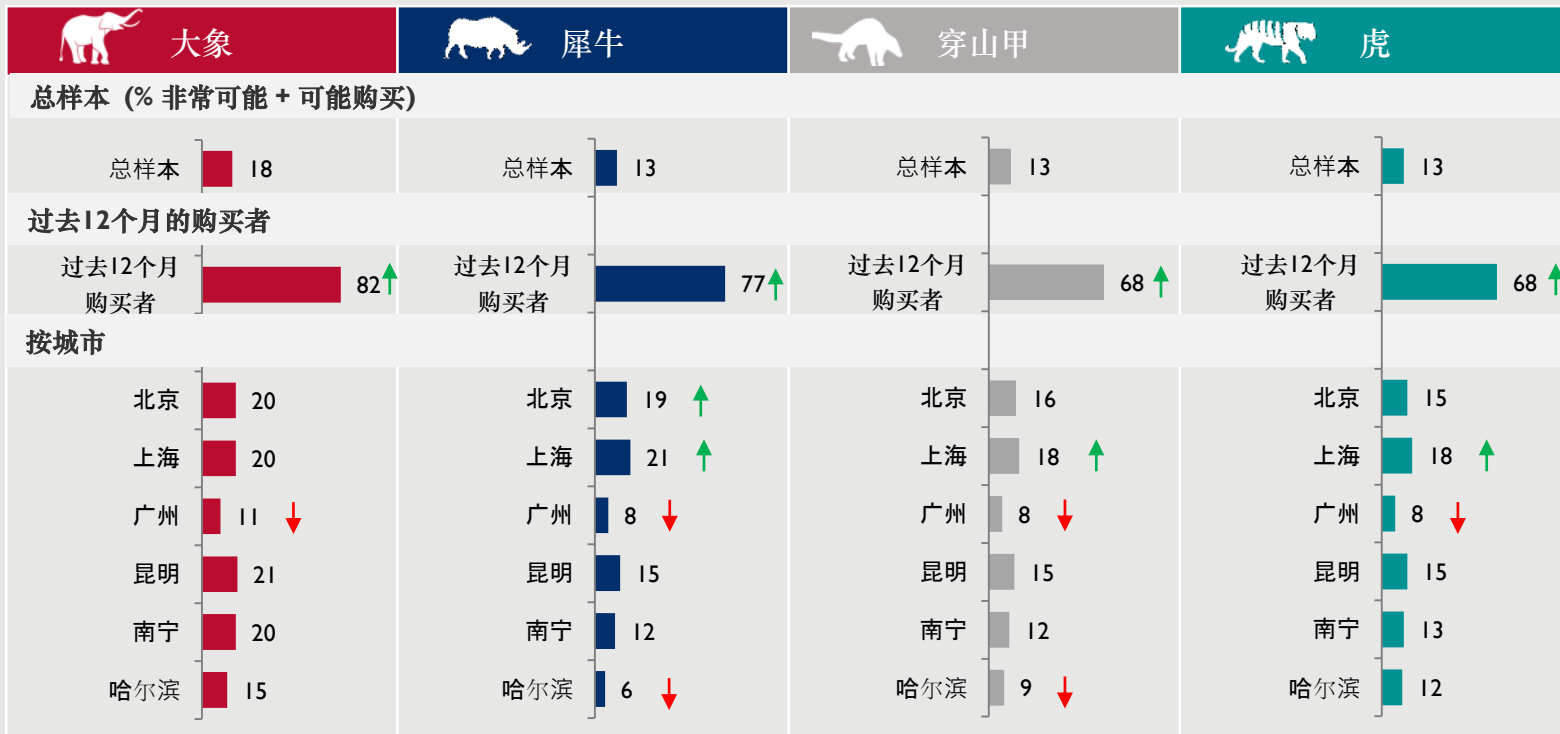 大象 犀牛 穿山甲 虎
总样本 (% 非常可能 + 可能购买)
总样本 18 总样本 13 总样本 13 总样本 13
过去12个月的购买者
过去12个月 过去12个月 过去12个月 过去12个月
82 77 68 68
购买者 购买者 购买者 购买者
按城市
北京 20 北京 19 北京 16 北京 15
上海 20 上海 21 上海 18 上海 18
广州 11 广州 8 广州 8 广州 8
昆明 21 昆明 15 昆明 15 昆明 15
南宁 20 南宁 12 南宁 12 南宁 13
哈尔滨 15 哈尔滨 6 哈尔滨 9 哈尔滨 12